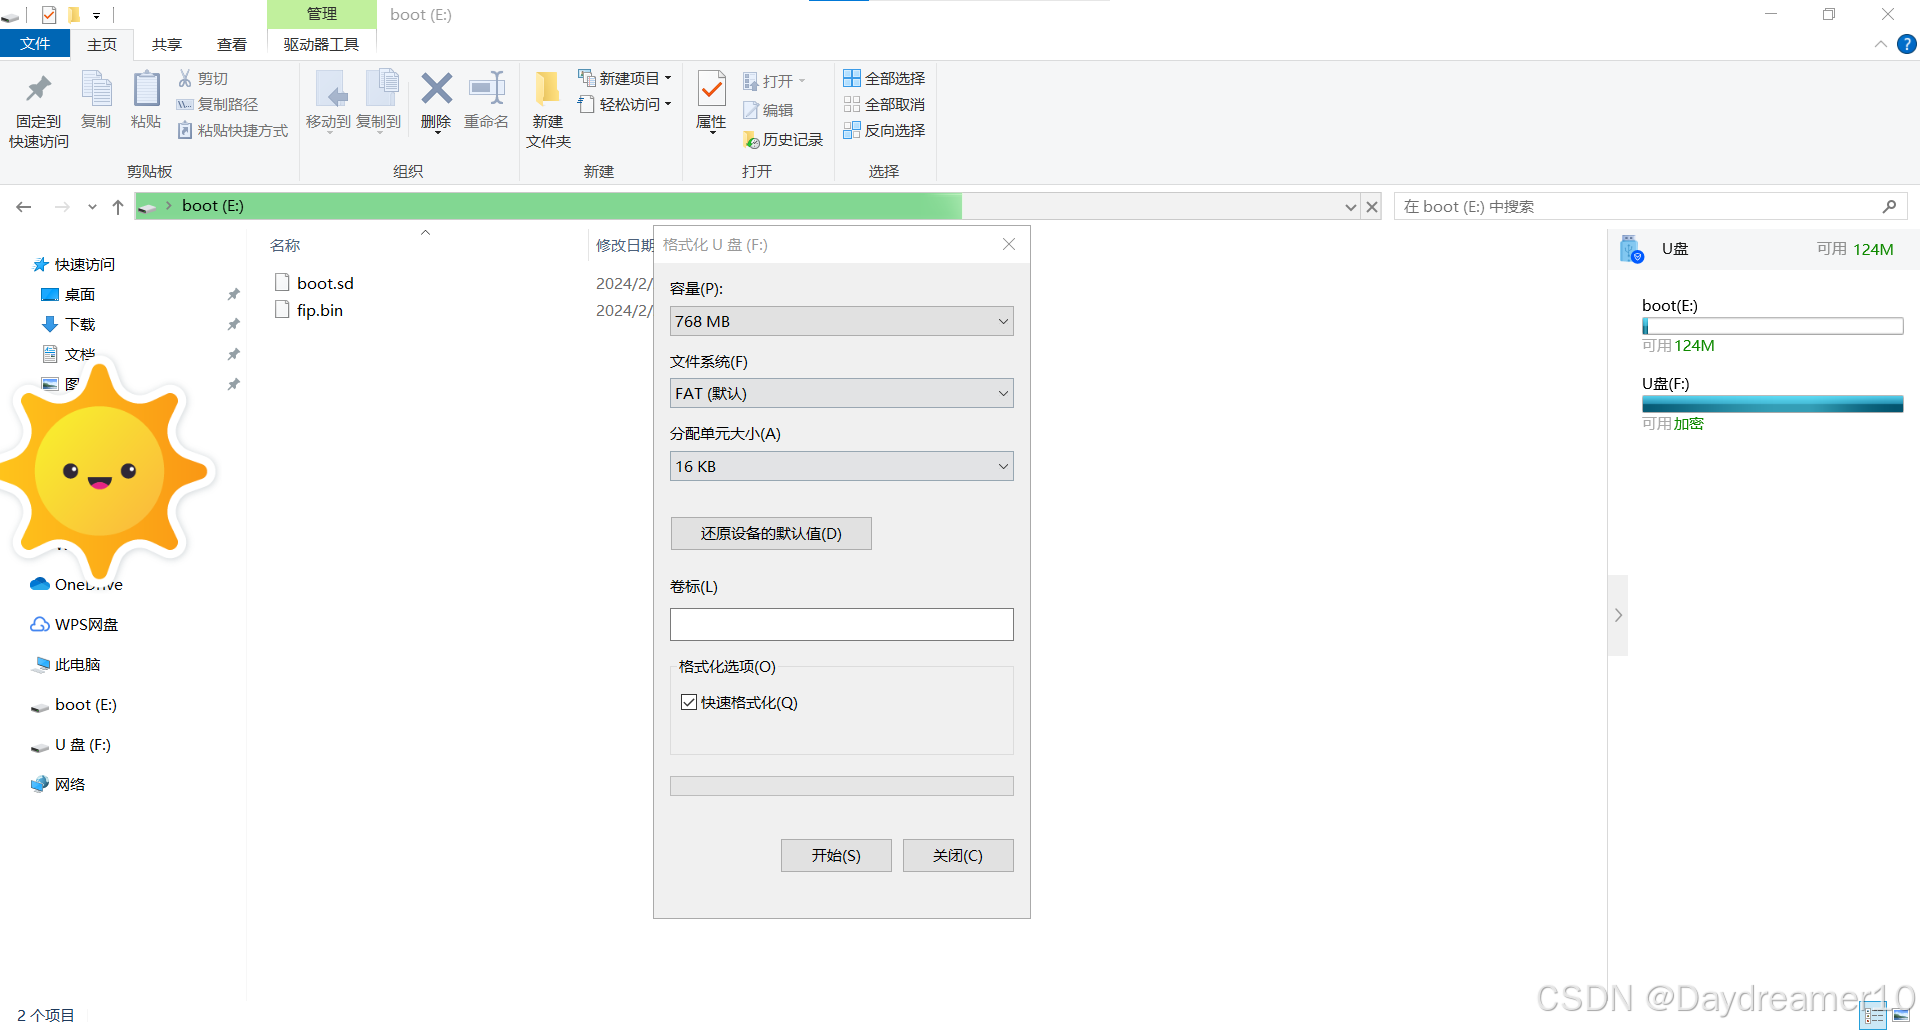 管理
boot (E:)
文件
主页
共享
查看
驱动器工具
固定到
快速访问
复制
粘贴
剪切
复制路径
粘贴快捷方式
剪贴板
移动到
复制到
删除
重命名
组织
新建
文件夹
新建项目
轻松访问
新建
属性
打开
编辑
历史记录
打开
全部选择
全部取消
反向选择
选择
boot (E:)
在 boot (E:) 中搜索
名称
修改日期
boot.sd
2024/2/
fip.bin
2024/2/
快速访问
桌面
下载
文档
OneDrive
WPS网盘
此电脑
boot (E:)
U 盘 (F:)
网络
格式化 U 盘 (F:)
容量(P):
768 MB
文件系统(F)
FAT (默认)
分配单元大小(A)
16 KB
还原设备的默认值(D)
卷标(L)
格式化选项(O)
快速格式化(Q)
开始(S)
关闭(C)
U盘
可用 124M
boot(E:)
可用124M
U盘(F:)
可用加密
2 个项目
CSDN @Daydreamer10